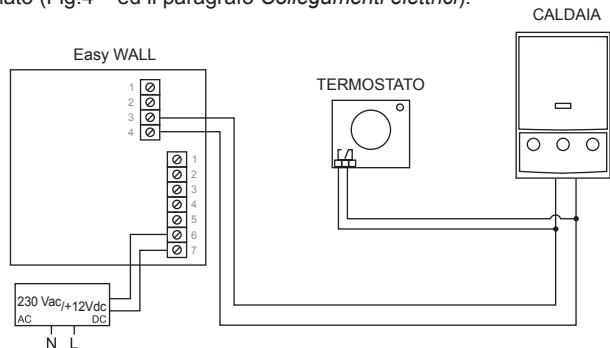 ato (Fig.4 ed il paragrafo Collegamenti elettrici).
CALDAIA
Easy WALL
TERMOSTATO
1
2
3
4
1
2
3
4
5
6
7
230 Vac/+12Vdc
AC DC
N L